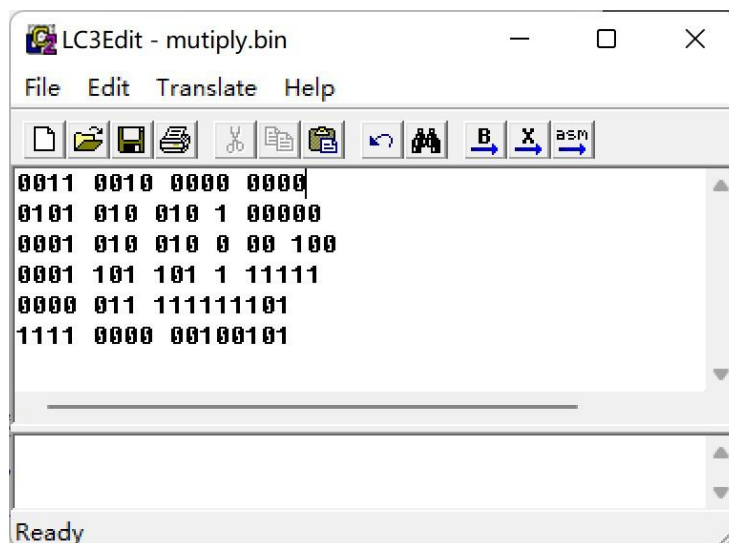 LC3Edit - mutiply.bin
File Edit Translate Help
B X asm
0011 0010 0000 0000
0101 010 010 1 00000
0001 010 010 0 00 100
0001 101 101 1 11111
0000 011 111111101
1111 0000 00100101
Ready